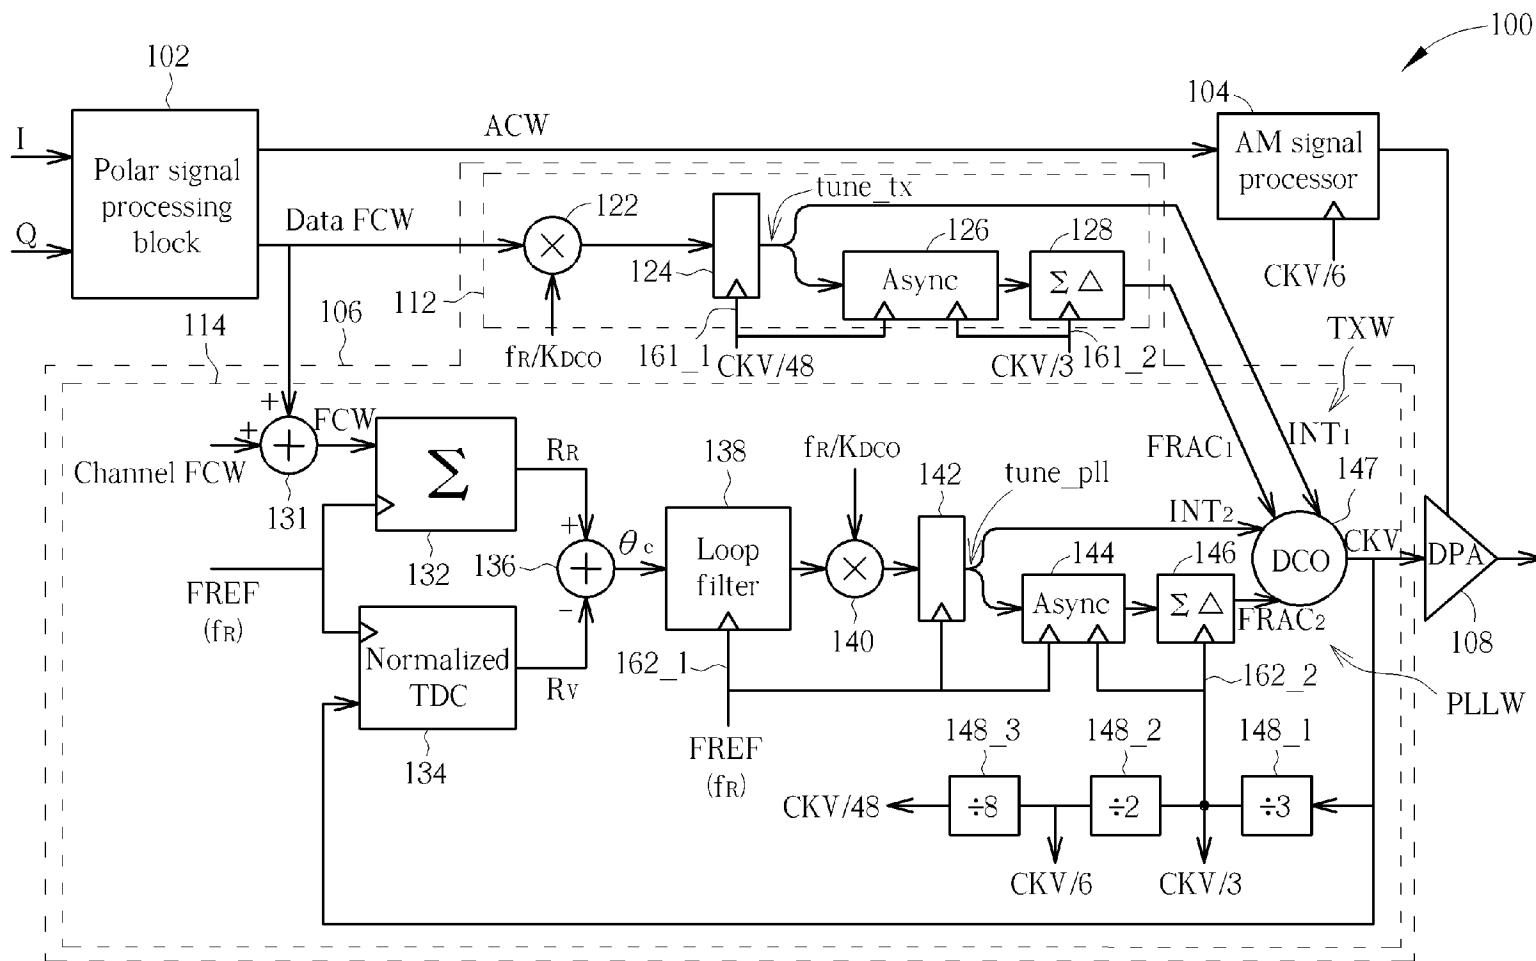 100
102
104
I
Q
Polar signal
processing
block
ACW
AM signal
processor
CKV/6
Data FCW
122
tune_tx
124
126
128
Async
Σ Δ
112
fR/KDCO
161_1
CKV/48
CKV/3
161_2
TXW
114
106
+
+
+
FCW
Channel FCW
131
Σ
132
RR
FREF
(fR)
Normalized
TDC
134
RV
+
-
+
136
θc
138
Loop
filter
162_1
FREF
(fR)
fR/KDCO
×
×
140
142
tune_pll
144
Async
146
Σ Δ
162_2
FRAC1
INT1
INT2
FRAC2
147
DCO
CKV
DPA
108
PLLW
148_3
148_2
148_1
CKV/48
÷8
÷2
÷3
CKV/6
CKV/3